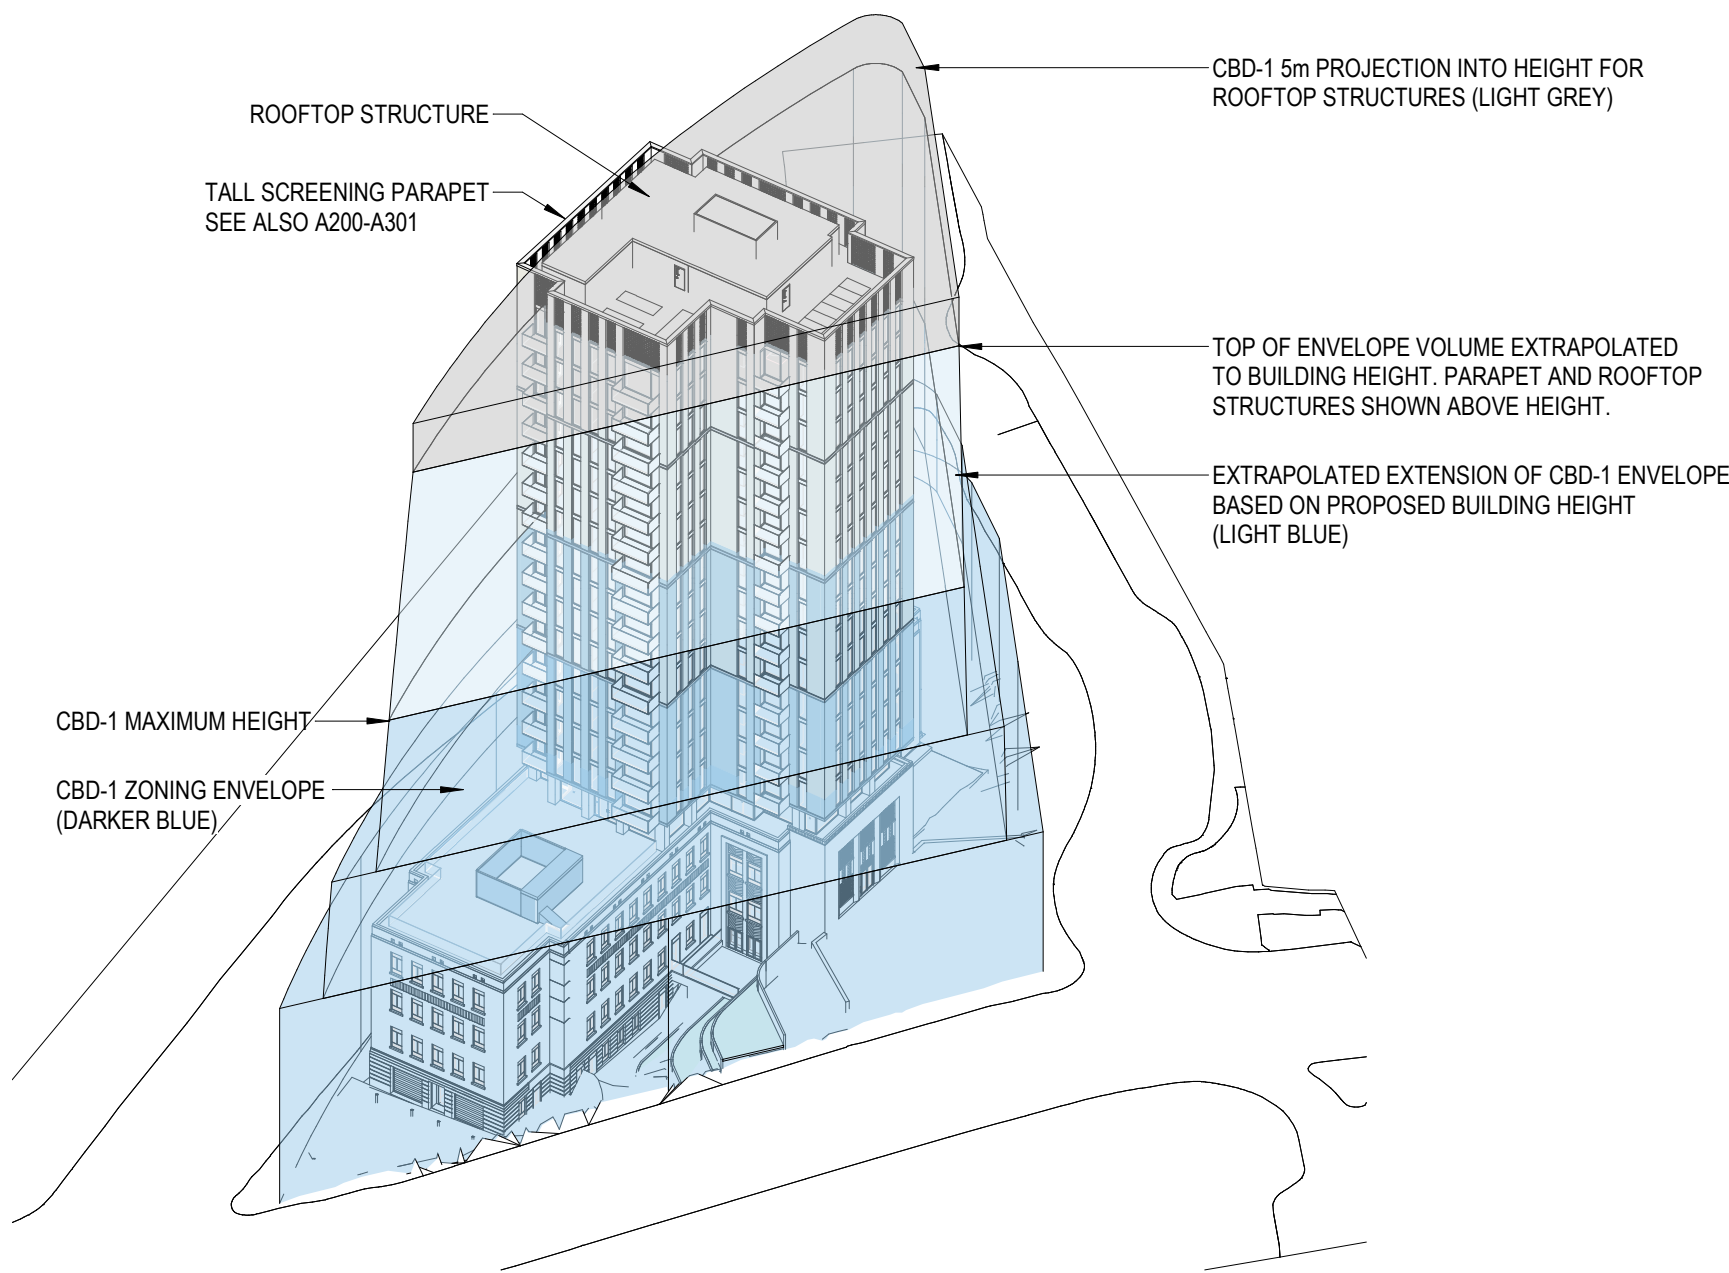 CBD-1 5m PROJECTION INTO HEIGHT FOR
ROOFTOP STRUCTURES (LIGHT GREY)
ROOFTOP STRUCTURE
TALL SCREENING PARAPET
SEE ALSO A200-A301
TOP OF ENVELOPE VOLUME EXTRAPOLATED
TO BUILDING HEIGHT. PARAPET AND ROOFTOP
STRUCTURES SHOWN ABOVE HEIGHT.
EXTRAPOLATED EXTENSION OF CBD-1 ENVELOPE
BASED ON PROPOSED BUILDING HEIGHT
(LIGHT BLUE)
CBD-1 MAXIMUM HEIGHT
CBD-1 ZONING ENVELOPE
(DARKER BLUE)